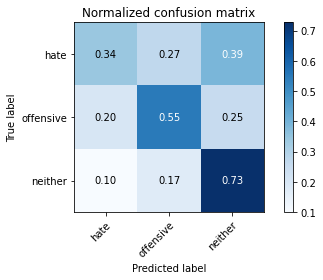 Normalized confusion matrix
True label
hate
0.34 0.27 0.39
offensive
0.20 0.55 0.25
neither
0.10 0.17 0.73
hate
offensive
neither
Predicted label
0.7
0.6
0.5
0.4
0.3
0.2
0.1